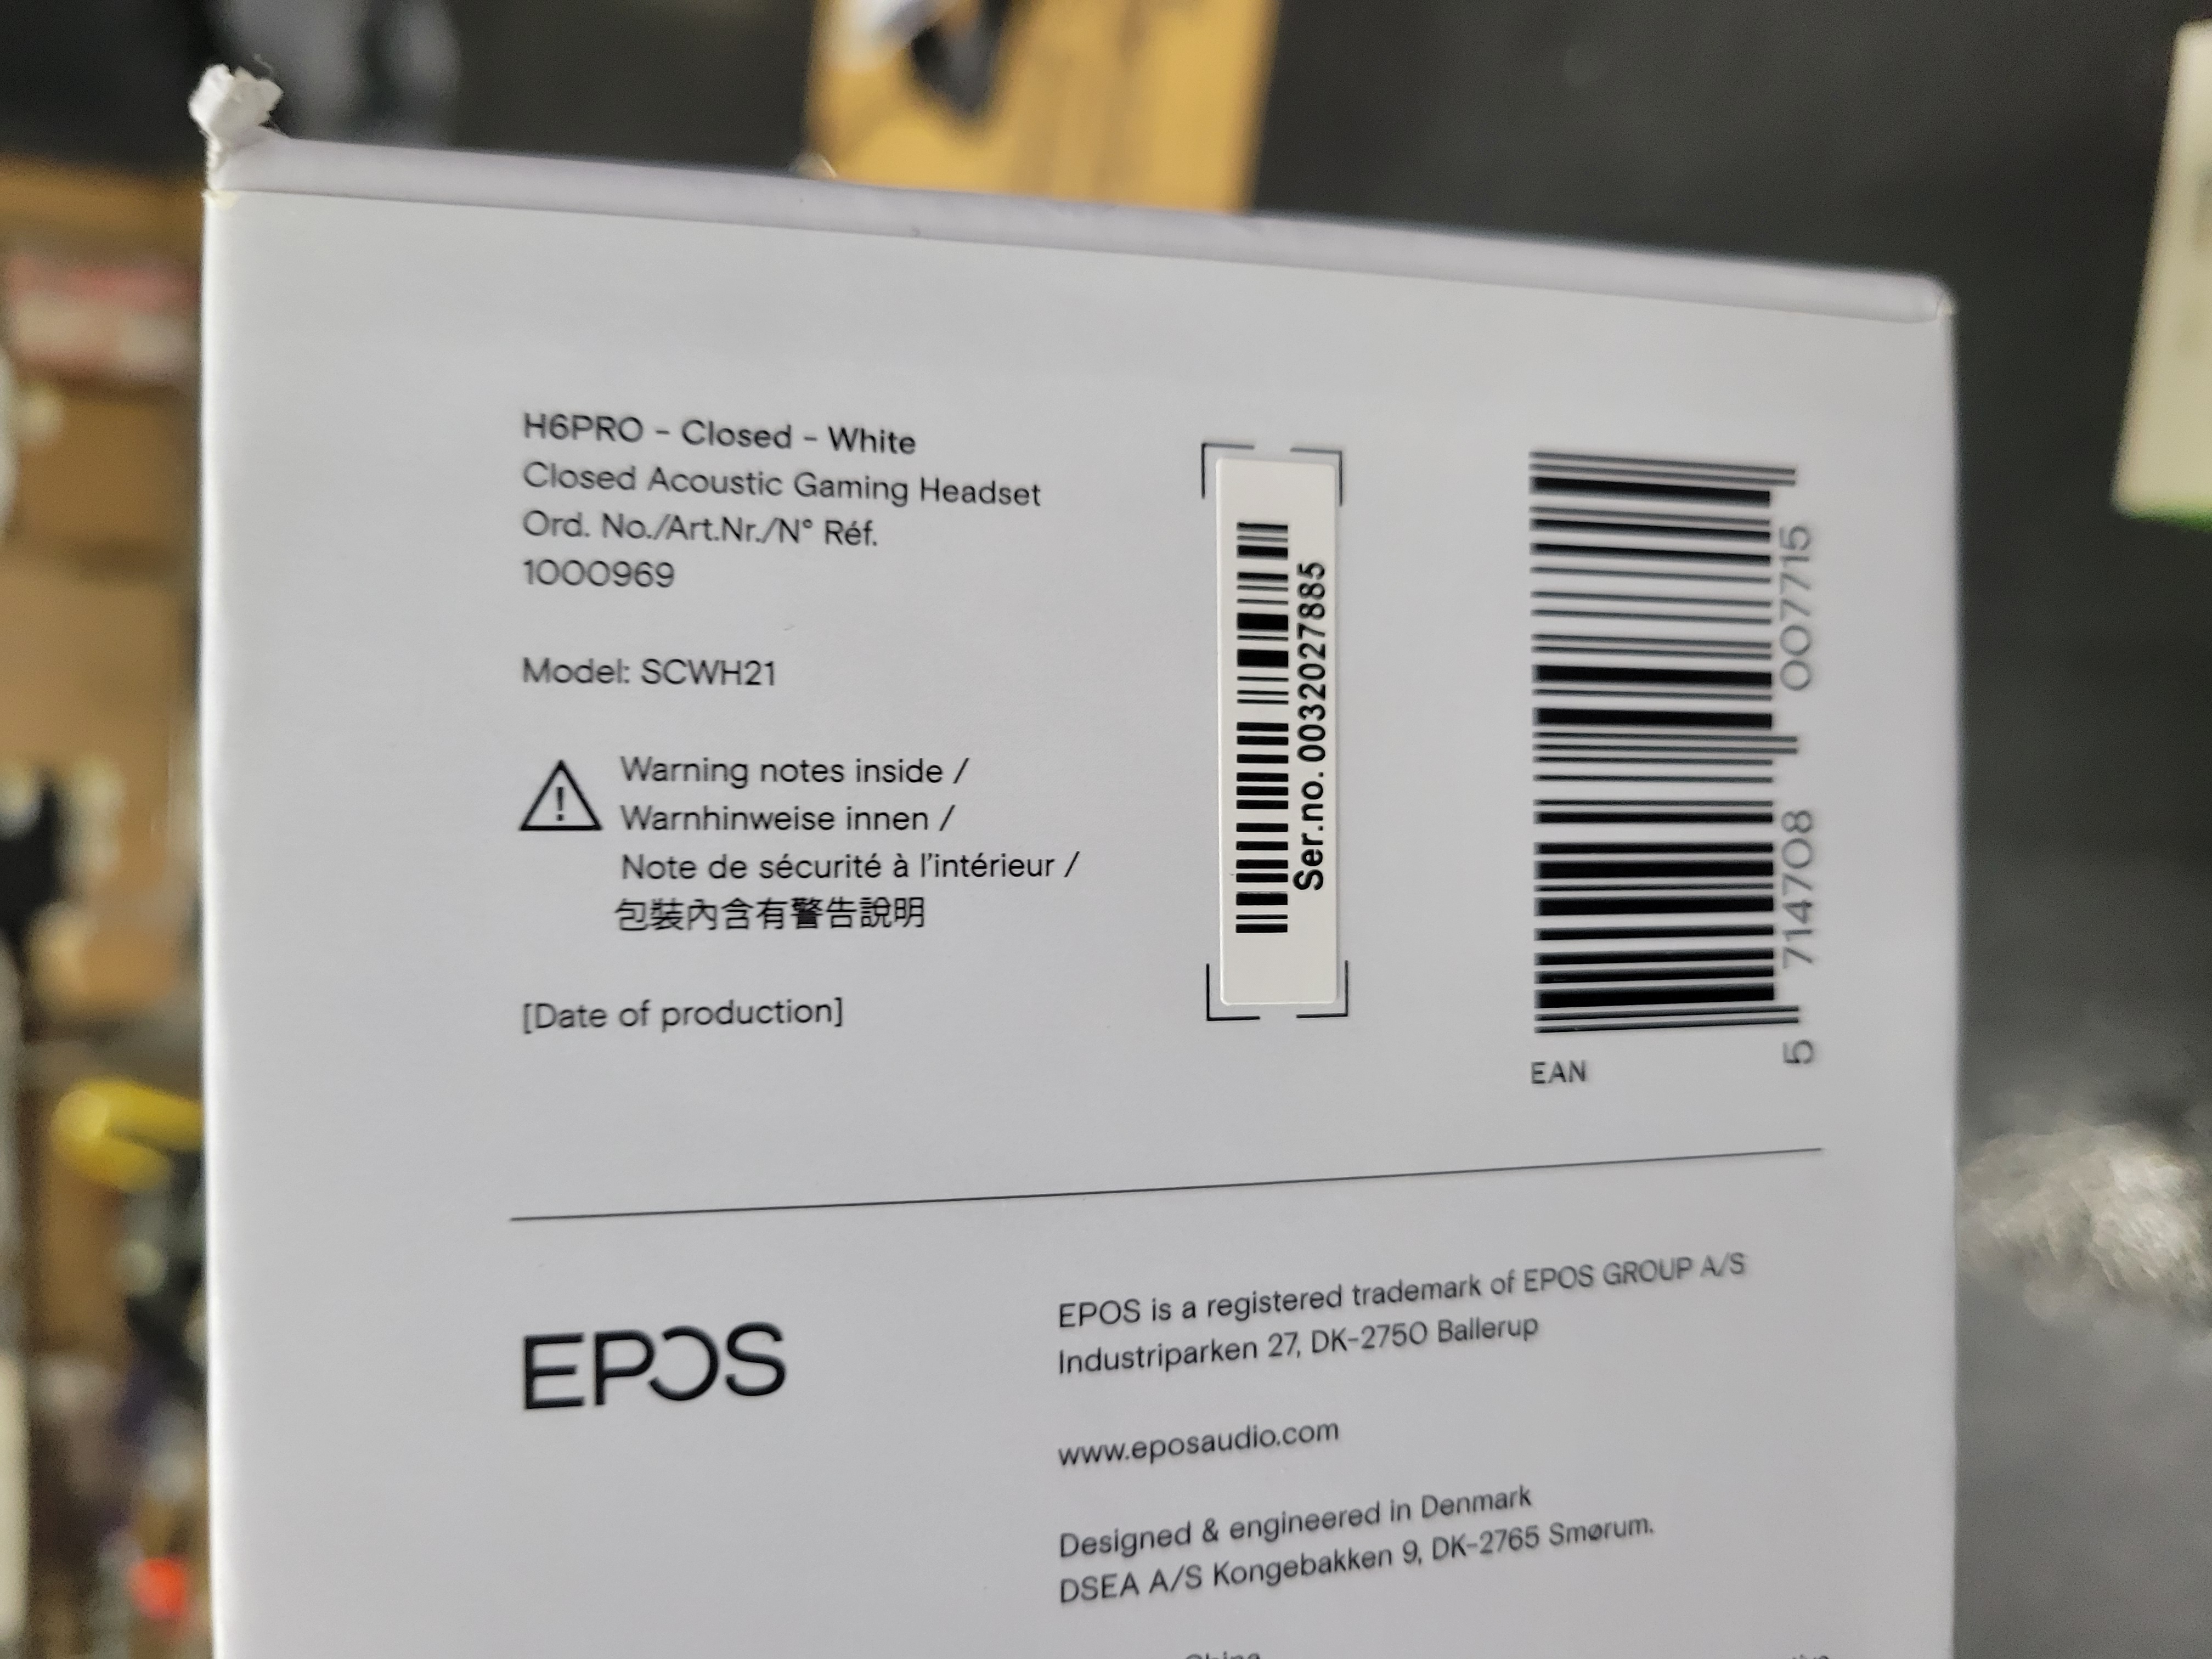 H6PRO - Closed - White
Closed Acoustic Gaming Headset
Ord. No./Art.Nr./N° Réf.
1000969
Model: SCWH21
Warning notes inside /
Warnhinweise innen /
Note de sécurité à l'intérieur /
包裝內含有警告說明
[Date of production]
Ser.no. 0032027885
5 714708 007715
EAN
EPOS
EPOS is a registered trademark of EPOS GROUP A/S
Industriparken 27, DK-2750 Ballerup
www.eposaudio.com
Designed & engineered in Denmark
DSEA A/S Kongebakken 9, DK-2765 Smørum.